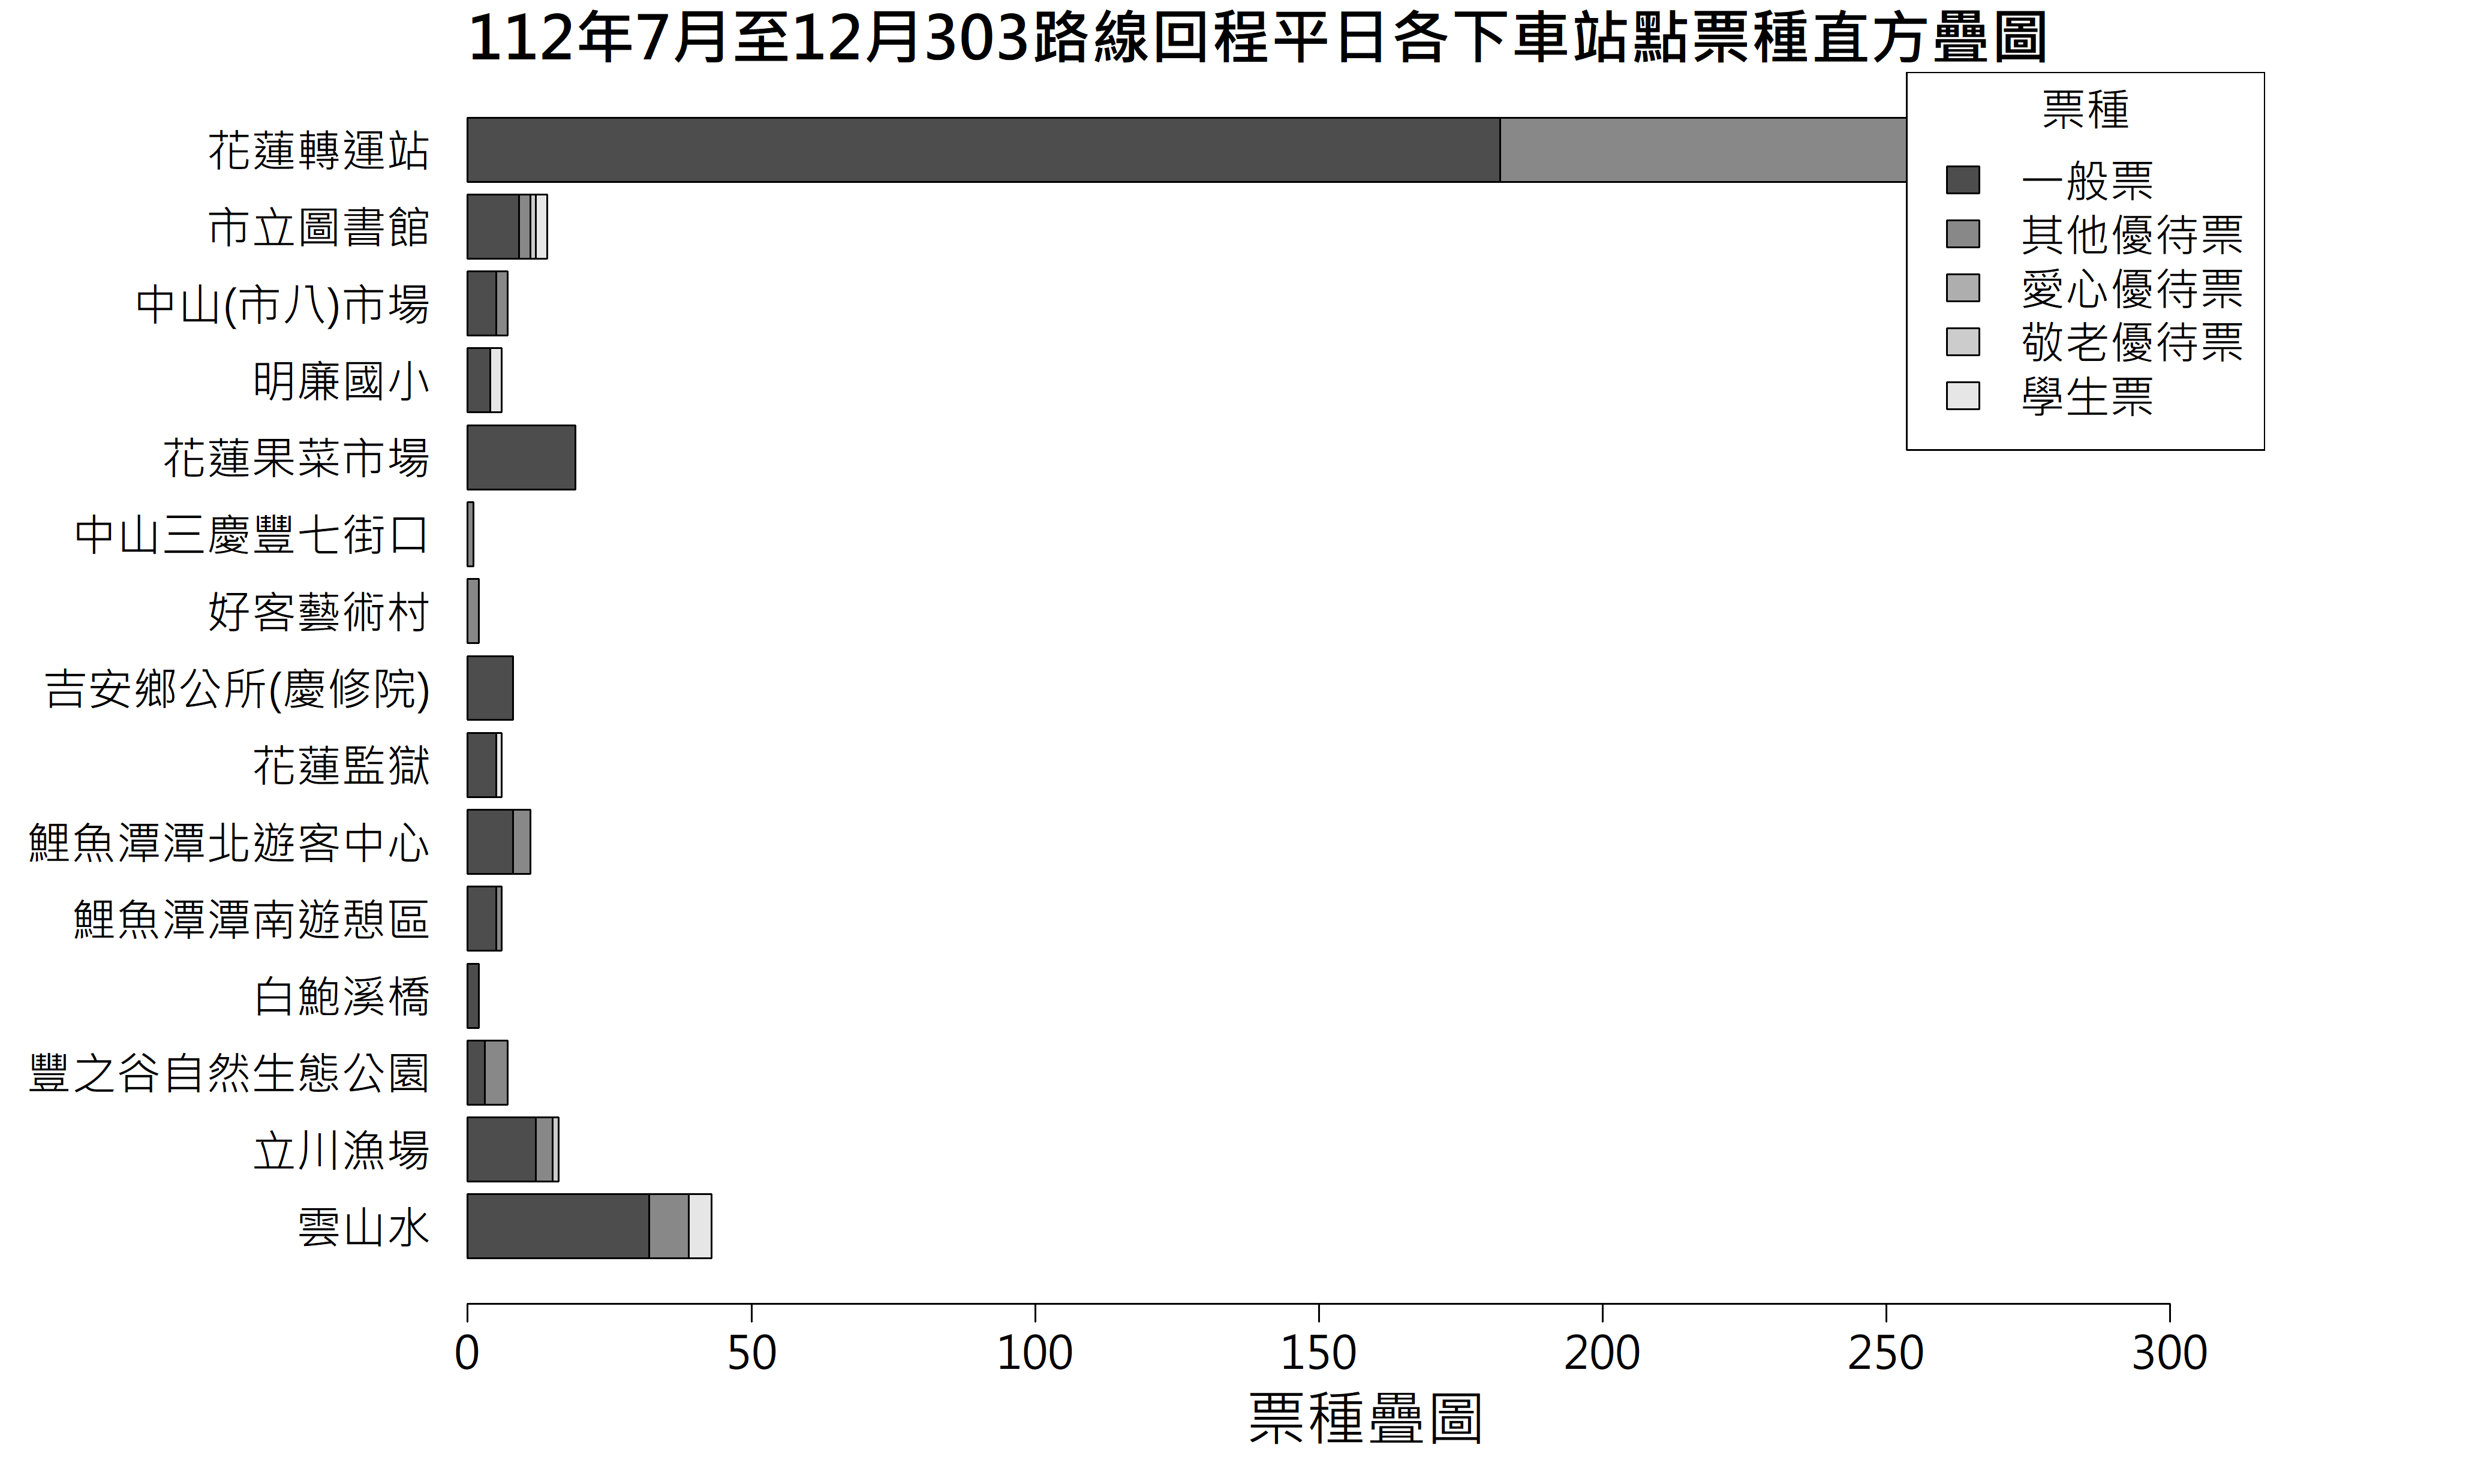 112年7月至12月303路線回程平日各下車站點票種直方疊圖
票種
一般票
其他優待票
愛心優待票
敬老優待票
學生票
花蓮轉運站
市立圖書館
中山(市八)市場
明廉國小
花蓮果菜市場
中山三慶豐七街口
好客藝術村
吉安鄉公所(慶修院)
花蓮監獄
鯉魚潭潭北遊客中心
鯉魚潭潭南遊憩區
白鮑溪橋
豐之谷自然生態公園
立川漁場
雲山水
0 50 100 150 200 250 300
票種疊圖